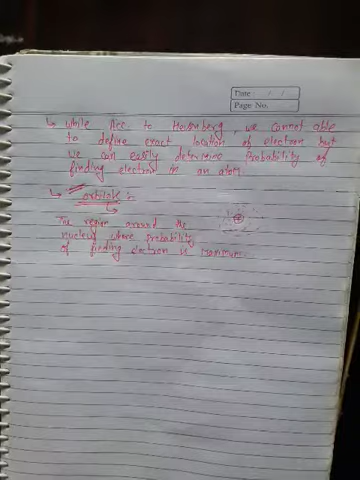 Date / /
Page No.
↳ while Acc. to Heisenberg, we cannot able
to define exact location of electron but
we can easily determine Probability of
finding electron in an atom
↳ orbitals :-
The region around the
nucleus where probability
of finding electron is maximum.